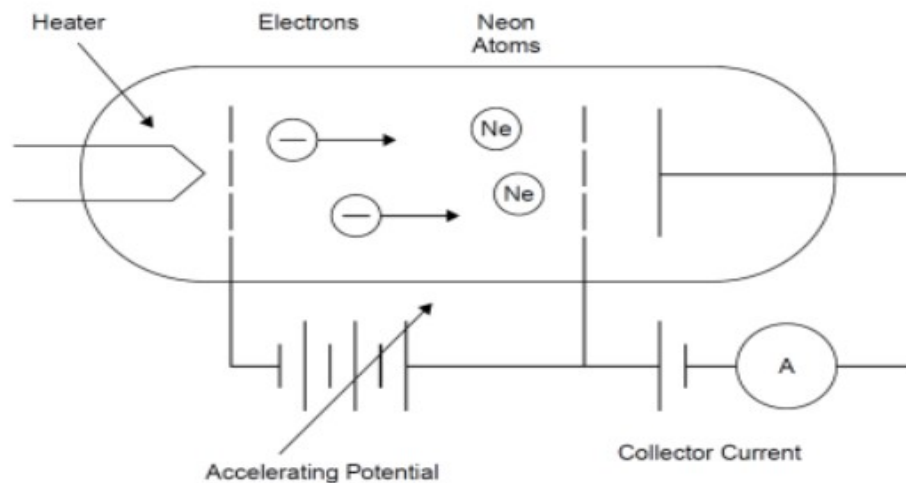 Heater
Electrons
Neon
Atoms
Ne
Ne
A
Collector Current
Accelerating Potential